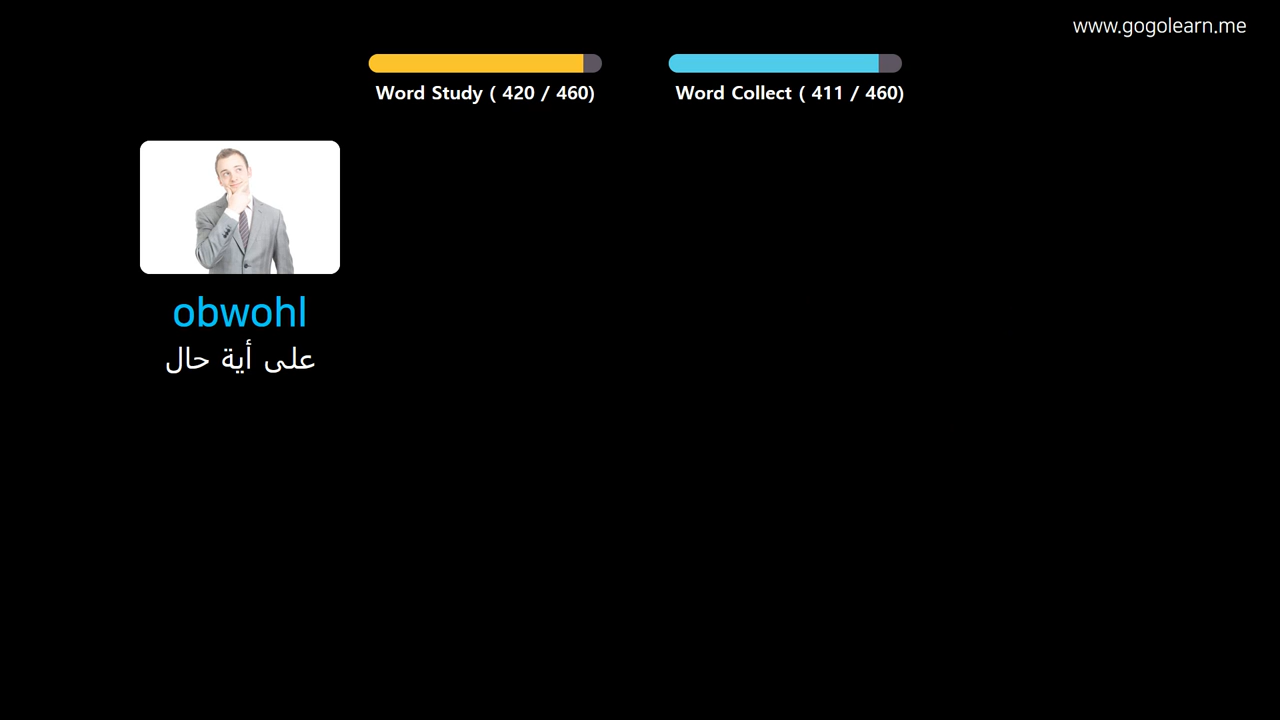 www.gogolearn.me
Word Study ( 420 / 460)
Word Collect ( 411 / 460)
obwohl
على أية حال